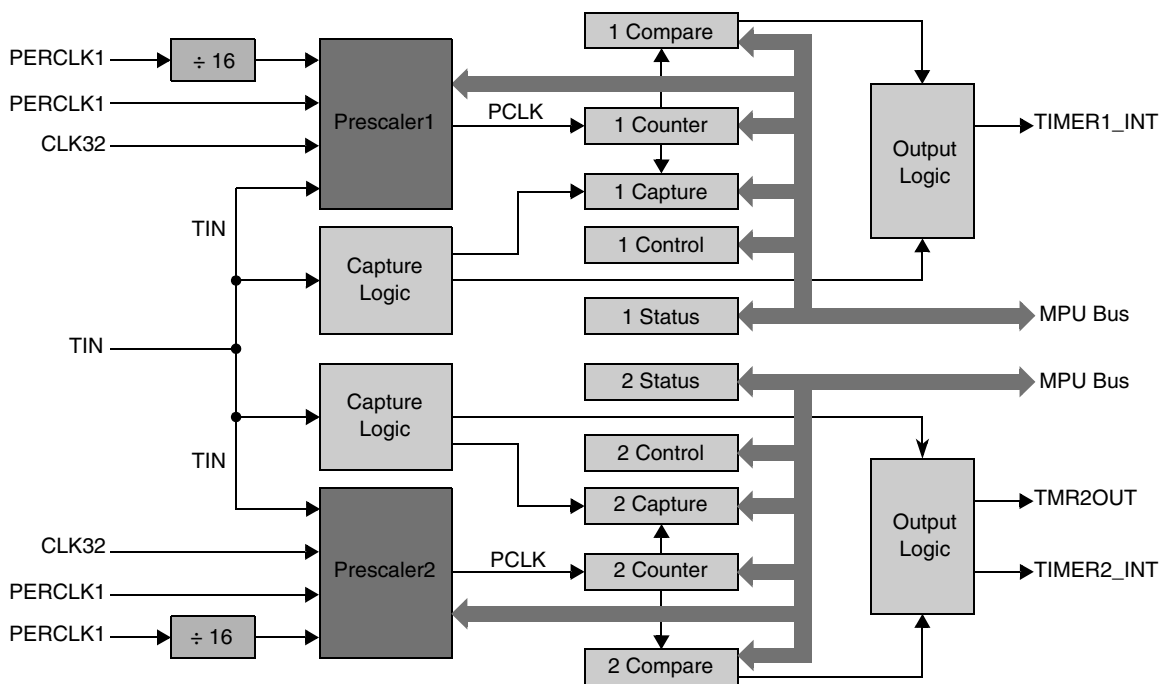 1 Compare
PERCLK1
÷ 16
PERCLK1
CLK32
Prescaler1
PCLK
1 Counter
TIMER1_INT
Output
Logic
1 Capture
TIN
1 Control
Capture
Logic
1 Status
MPU Bus
TIN
2 Status
MPU Bus
Capture
Logic
2 Control
TIN
2 Capture
TMR2OUT
Output
Logic
CLK32
Prescaler2
PCLK
2 Counter
TIMER2_INT
PERCLK1
PERCLK1
÷ 16
2 Compare